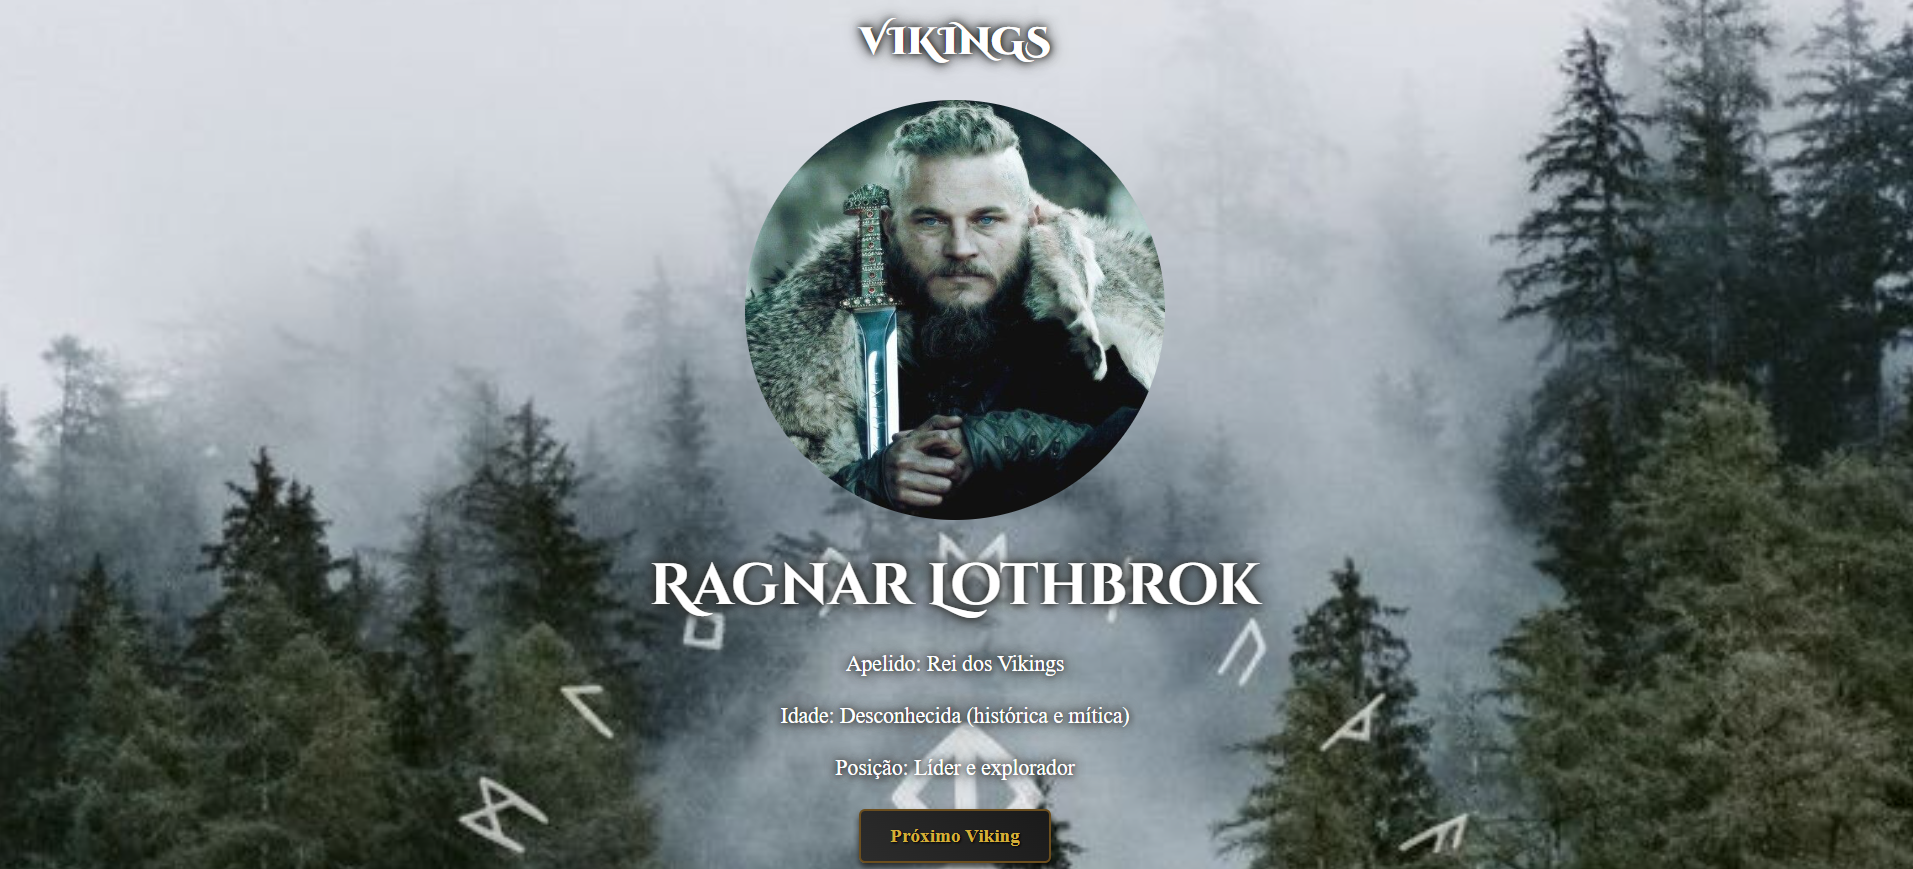 VIKINGS
RAGNAR LOTHBROK
Apelido: Rei dos Vikings
Idade: Desconhecida (histórica e mítica)
Posição: Líder e explorador
Próximo Viking